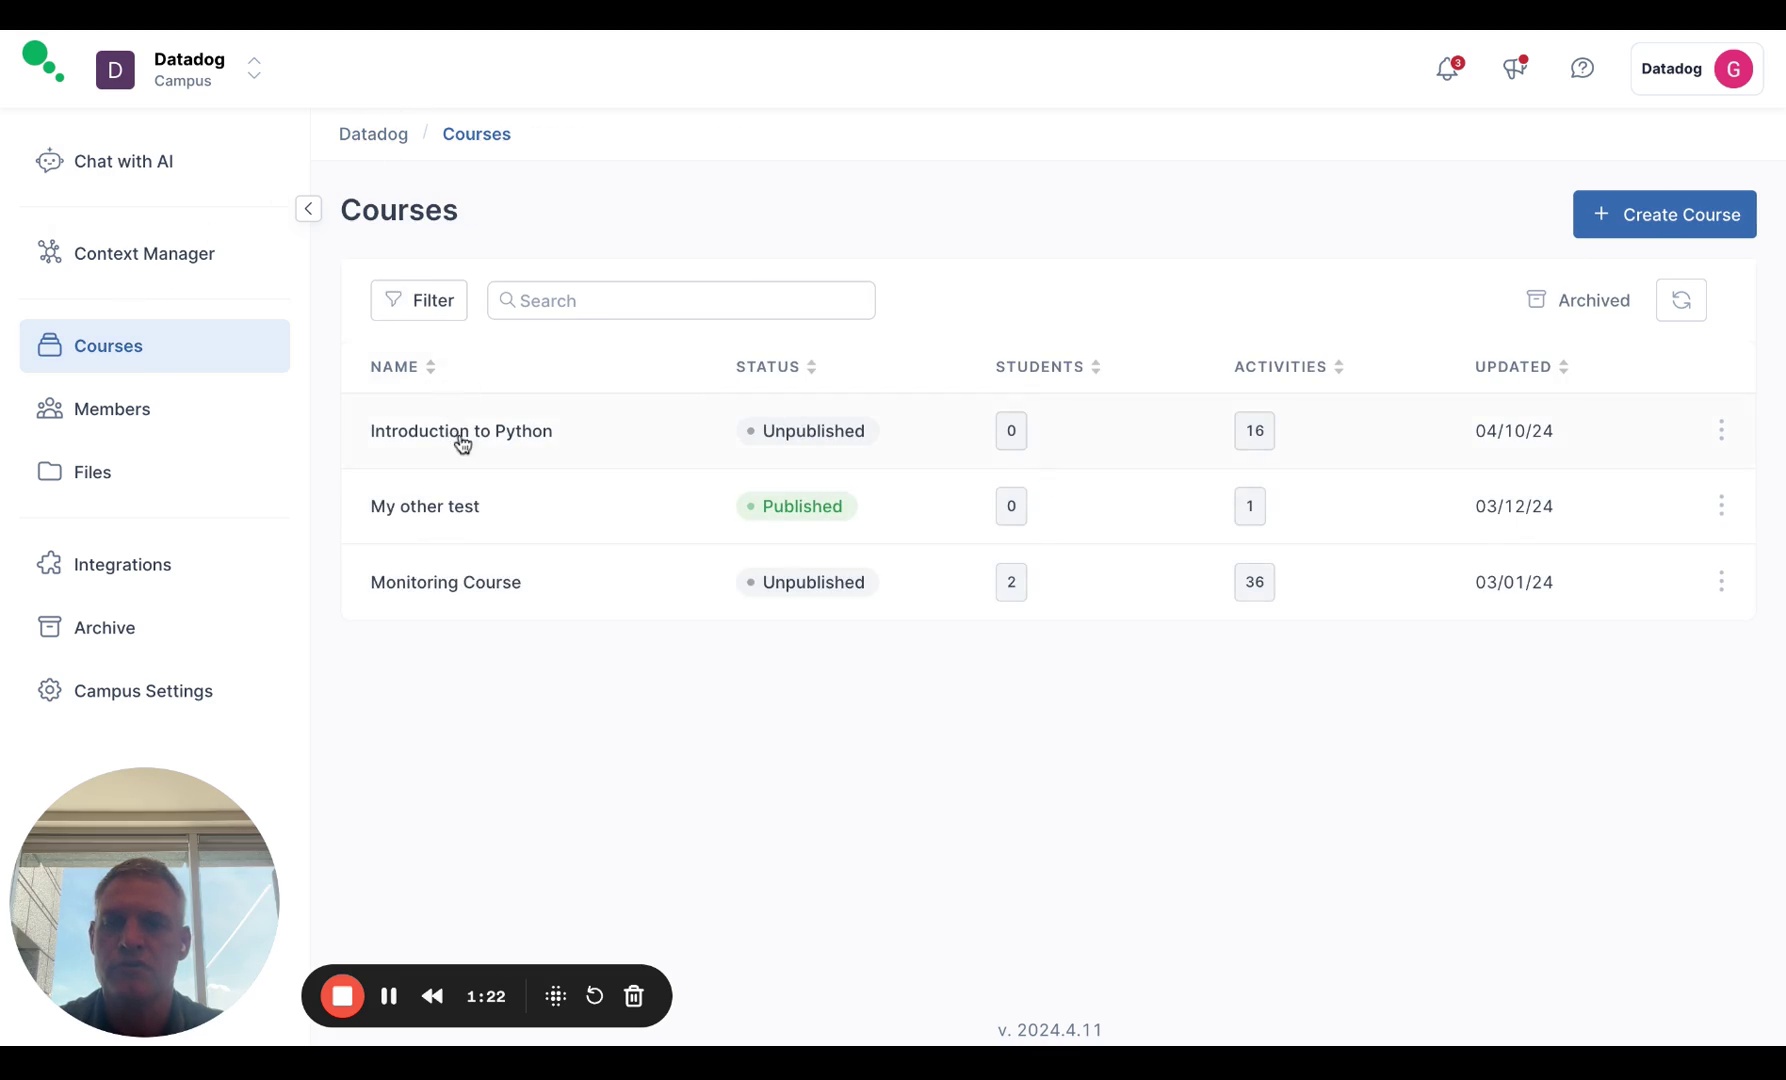 D
Datadog
Campus
3
Datadog
G
Datadog / Courses
Chat with AI
Context Manager
Courses
Members
Files
Integrations
Archive
Campus Settings
Courses
+ Create Course
Filter
Search
Archived
NAME STATUS STUDENTS ACTIVITIES UPDATED
Introduction to Python Unpublished 0 16 04/10/24
My other test Published 0 1 03/12/24
Monitoring Course Unpublished 2 36 03/01/24
1:22
v. 2024.4.11